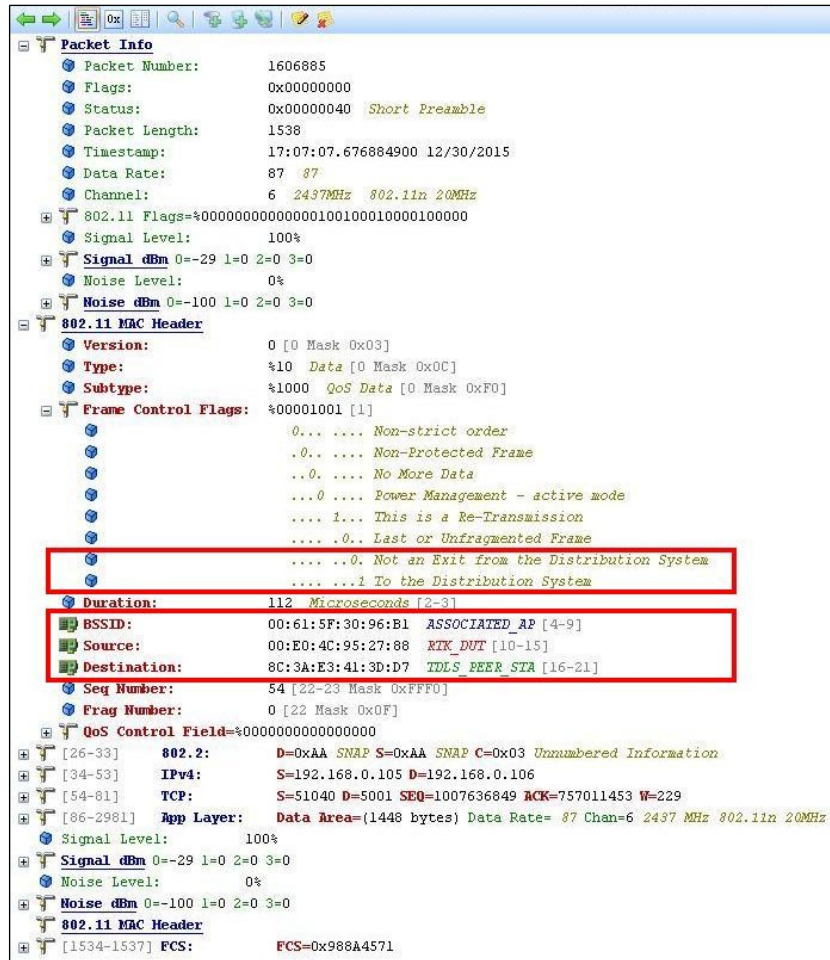 0x
Packet Info
Packet Number: 1606885
Flags: 0x00000000
Status: 0x00000040 Short Preamble
Packet Length: 1538
Timestamp: 17:07:07.676884900 12/30/2015
Data Rate: 87 87
Channel: 6 2437MHz 802.11n 20MHz
802.11 Flags=%00000000000000100100010000100000
Signal Level: 100%
Signal dBm 0=-29 1=0 2=0 3=0
Noise Level: 0%
Noise dBm 0=-100 1=0 2=0 3=0
802.11 MAC Header
Version: 0 [0 Mask 0x03]
Type: %10 Data [0 Mask 0x0C]
Subtype: %1000 QoS Data [0 Mask 0xF0]
Frame Control Flags: %00001001 [1]
0... .... Non-strict order
.0.. .... Non-Protected Frame
..0. .... No More Data
...0 .... Power Management - active mode
.... 1... This is a Re-Transmission
.... .0.. Last or Unfragmented Frame
.... ..0. Not an Exit from the Distribution System
.... ...1 To the Distribution System
Duration: 112 Microseconds [2-3]
BSSID: 00:61:5F:30:96:B1 ASSOCIATED_AP [4-9]
Source: 00:E0:4C:95:27:88 RTK_DUT [10-15]
Destination: 8C:3A:E3:41:3D:D7 TDLS_PEER_STA [16-21]
Seq Number: 54 [22-23 Mask 0xFFF0]
Frag Number: 0 [22 Mask 0x0F]
QoS Control Field=%0000000000000000
[26-33] 802.2: D=0xAA SNAP S=0xAA SNAP C=0x03 Unnumbered Information
[34-53] IPv4: S=192.168.0.105 D=192.168.0.106
[54-81] TCP: S=51040 D=5001 SEQ=1007636849 ACK=757011453 W=229
[86-2981] App Layer: Data Area=(1448 bytes) Data Rate= 87 Chan=6 2437 MHz 802.11n 20MHz
Signal Level: 100%
Signal dBm 0=-29 1=0 2=0 3=0
Noise Level: 0%
Noise dBm 0=-100 1=0 2=0 3=0
802.11 MAC Header
[1534-1537] FCS: FCS=0x988A4571